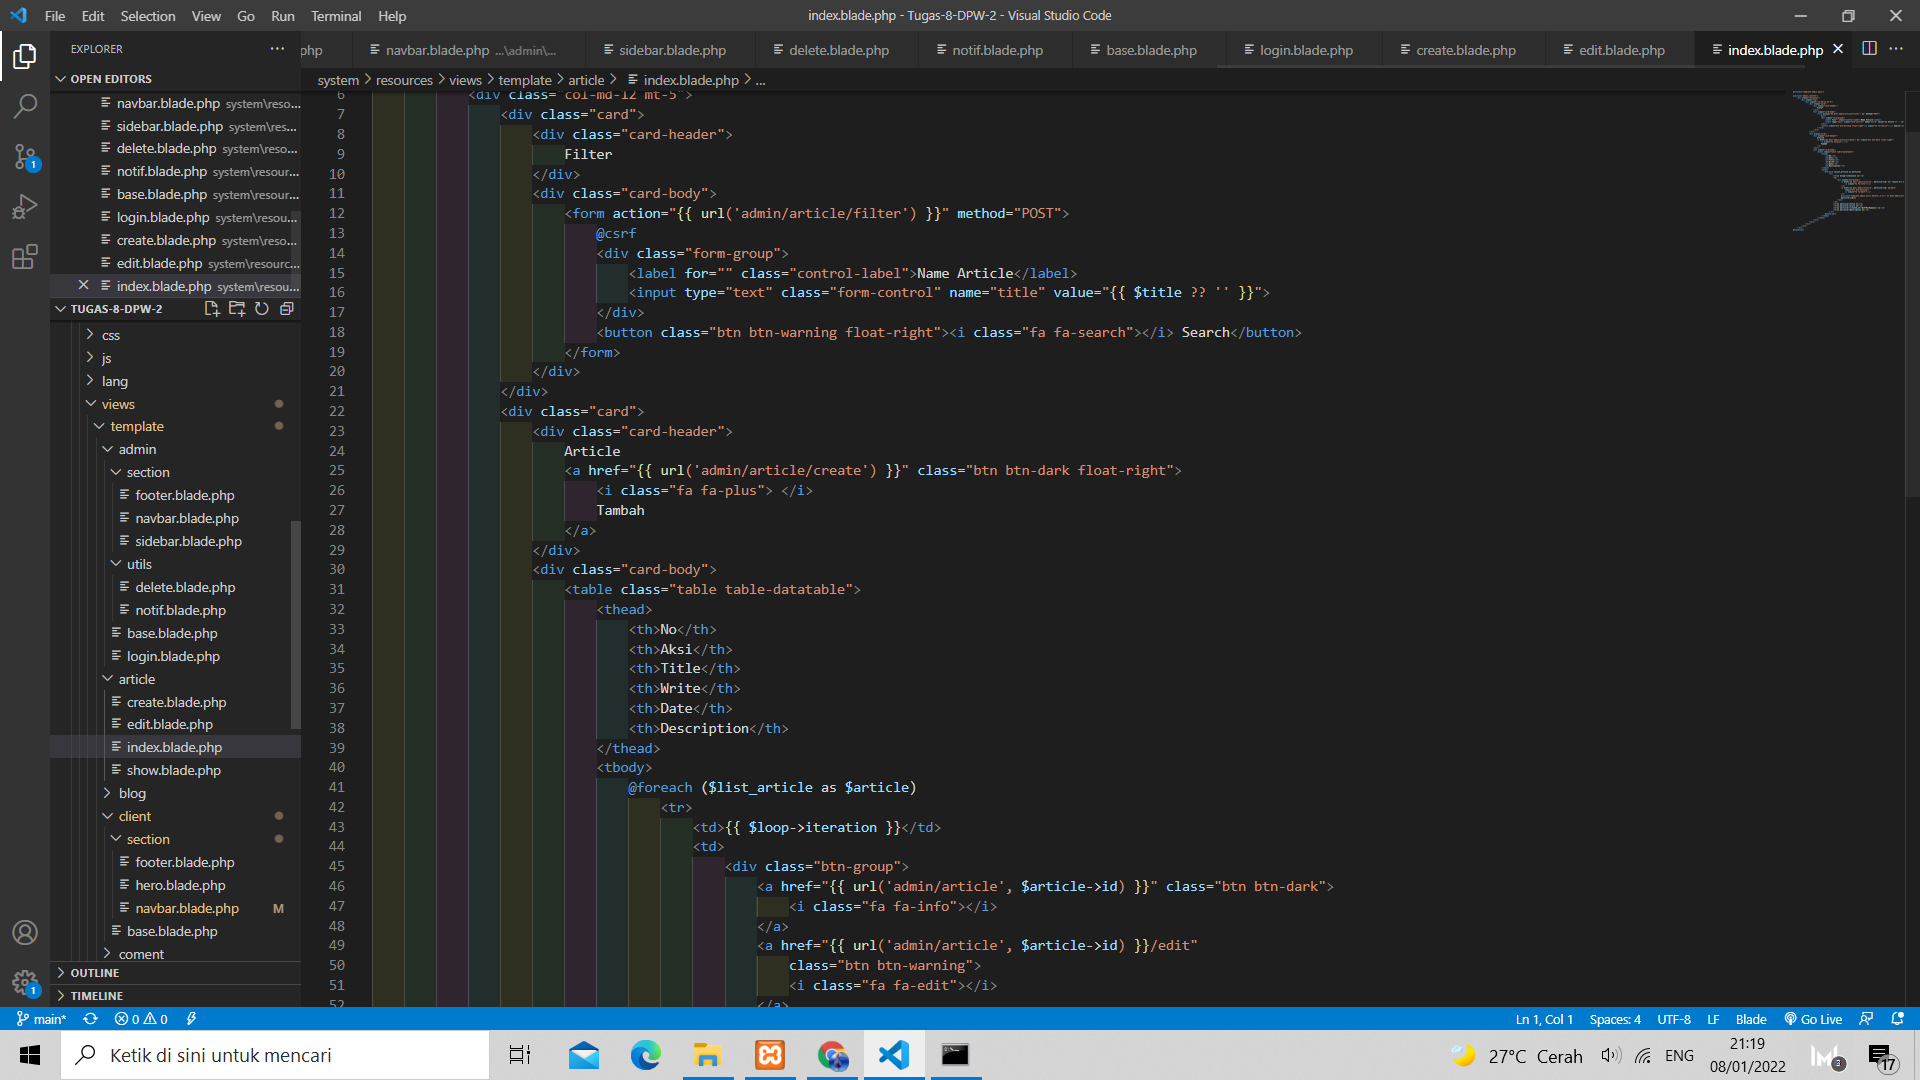 File Edit Selection View Go Run Terminal Help
index.blade.php - Tugas-8-DPW-2 - Visual Studio Code
EXPLORER
php
navbar.blade.php ...\admin\...
sidebar.blade.php
delete.blade.php
notif.blade.php
base.blade.php
login.blade.php
create.blade.php
edit.blade.php
index.blade.php
OPEN EDITORS
navbar.blade.php system\reso...
sidebar.blade.php system\res...
delete.blade.php system\reso...
notif.blade.php system\resour...
base.blade.php system\resour...
login.blade.php system\resou...
create.blade.php system\reso...
edit.blade.php system\resourc...
index.blade.php system\resou...
TUGAS-8-DPW-2
css
js
lang
views
template
admin
section
footer.blade.php
navbar.blade.php
sidebar.blade.php
utils
delete.blade.php
notif.blade.php
base.blade.php
login.blade.php
article
create.blade.php
edit.blade.php
index.blade.php
show.blade.php
blog
client
section
footer.blade.php
hero.blade.php
navbar.blade.php M
base.blade.php
coment
OUTLINE
TIMELINE
system > resources > views > template > article > index.blade.php > ...
6 <div class="col-md-12 mt-5">
7 <div class="card">
8 <div class="card-header">
9 Filter
10 </div>
11 <div class="card-body">
12 <form action="{{ url('admin/article/filter') }}" method="POST">
13 @csrf
14 <div class="form-group">
15 <label for="" class="control-label">Name Article</label>
16 <input type="text" class="form-control" name="title" value="{{ $title ?? '' }}">
17 </div>
18 <button class="btn btn-warning float-right"><i class="fa fa-search"></i> Search</button>
19 </form>
20 </div>
21 </div>
22 <div class="card">
23 <div class="card-header">
24 Article
25 <a href="{{ url('admin/article/create') }}" class="btn btn-dark float-right">
26 <i class="fa fa-plus"> </i>
27 Tambah
28 </a>
29 </div>
30 <div class="card-body">
31 <table class="table table-datatable">
32 <thead>
33 <th>No</th>
34 <th>Aksi</th>
35 <th>Title</th>
36 <th>Write</th>
37 <th>Date</th>
38 <th>Description</th>
39 </thead>
40 <tbody>
41 @foreach ($list_article as $article)
42 <tr>
43 <td>{{ $loop->iteration }}</td>
44 <td>
45 <div class="btn-group">
46 <a href="{{ url('admin/article', $article->id) }}" class="btn btn-dark">
47 <i class="fa fa-info"></i>
48 </a>
49 <a href="{{ url('admin/article', $article->id) }}/edit"
50 class="btn btn-warning">
51 <i class="fa fa-edit"></i>
52 </a>
1
1
main* 0 0
Ln 1, Col 1 Spaces: 4 UTF-8 LF Blade Go Live
Ketik di sini untuk mencari
27°C Cerah
ENG
21:19
08/01/2022
3
17